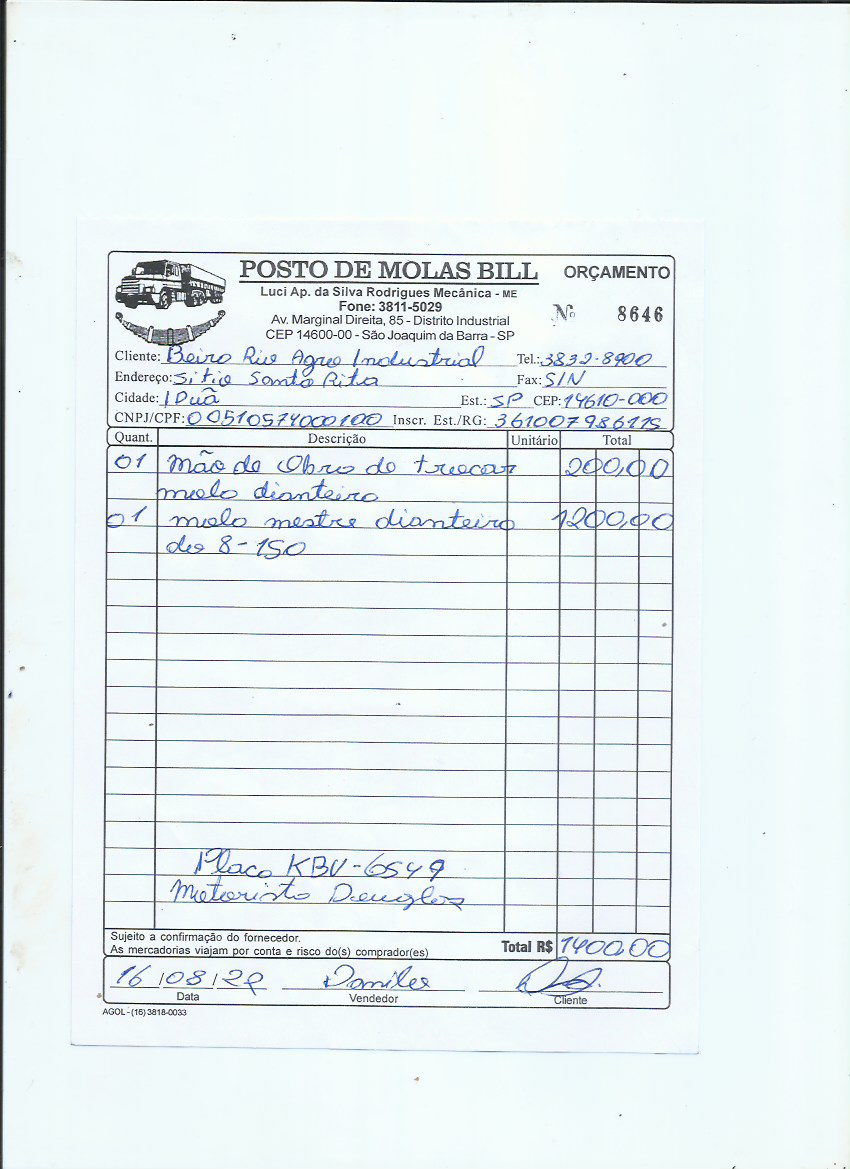 POSTO DE MOLAS BILL ORÇAMENTO
Luci Ap. da Silva Rodrigues Mecânica - ME
Fone: 3811-5029
Nº 8646
Av. Marginal Direita, 85 - Distrito Industrial
CEP 14600-00 - São Joaquim da Barra - SP
Cliente: Beira Rio Agro Industrial Tel.: 3832-8900
Endereço: Sitio Santa Rita Fax: S/N
Cidade: IPuã Est.: SP CEP: 14610-000
CNPJ/CPF: 00510574000100 Inscr. Est./RG: 361007986115
Quant. Descrição Unitário Total
01 mão de Obra de truocar 200,00
mola dianteira
01 mola mestre dianteira 1200,00
do 8-150
Placa KBV-6549
Motorista Douglas
Sujeito a confirmação do fornecedor.
As mercadorias viajam por conta e risco do(s) comprador(es) Total R$ 1400,00
16/08/22 Danilo
Data Vendedor Cliente
AGOL - (16) 3818-0033